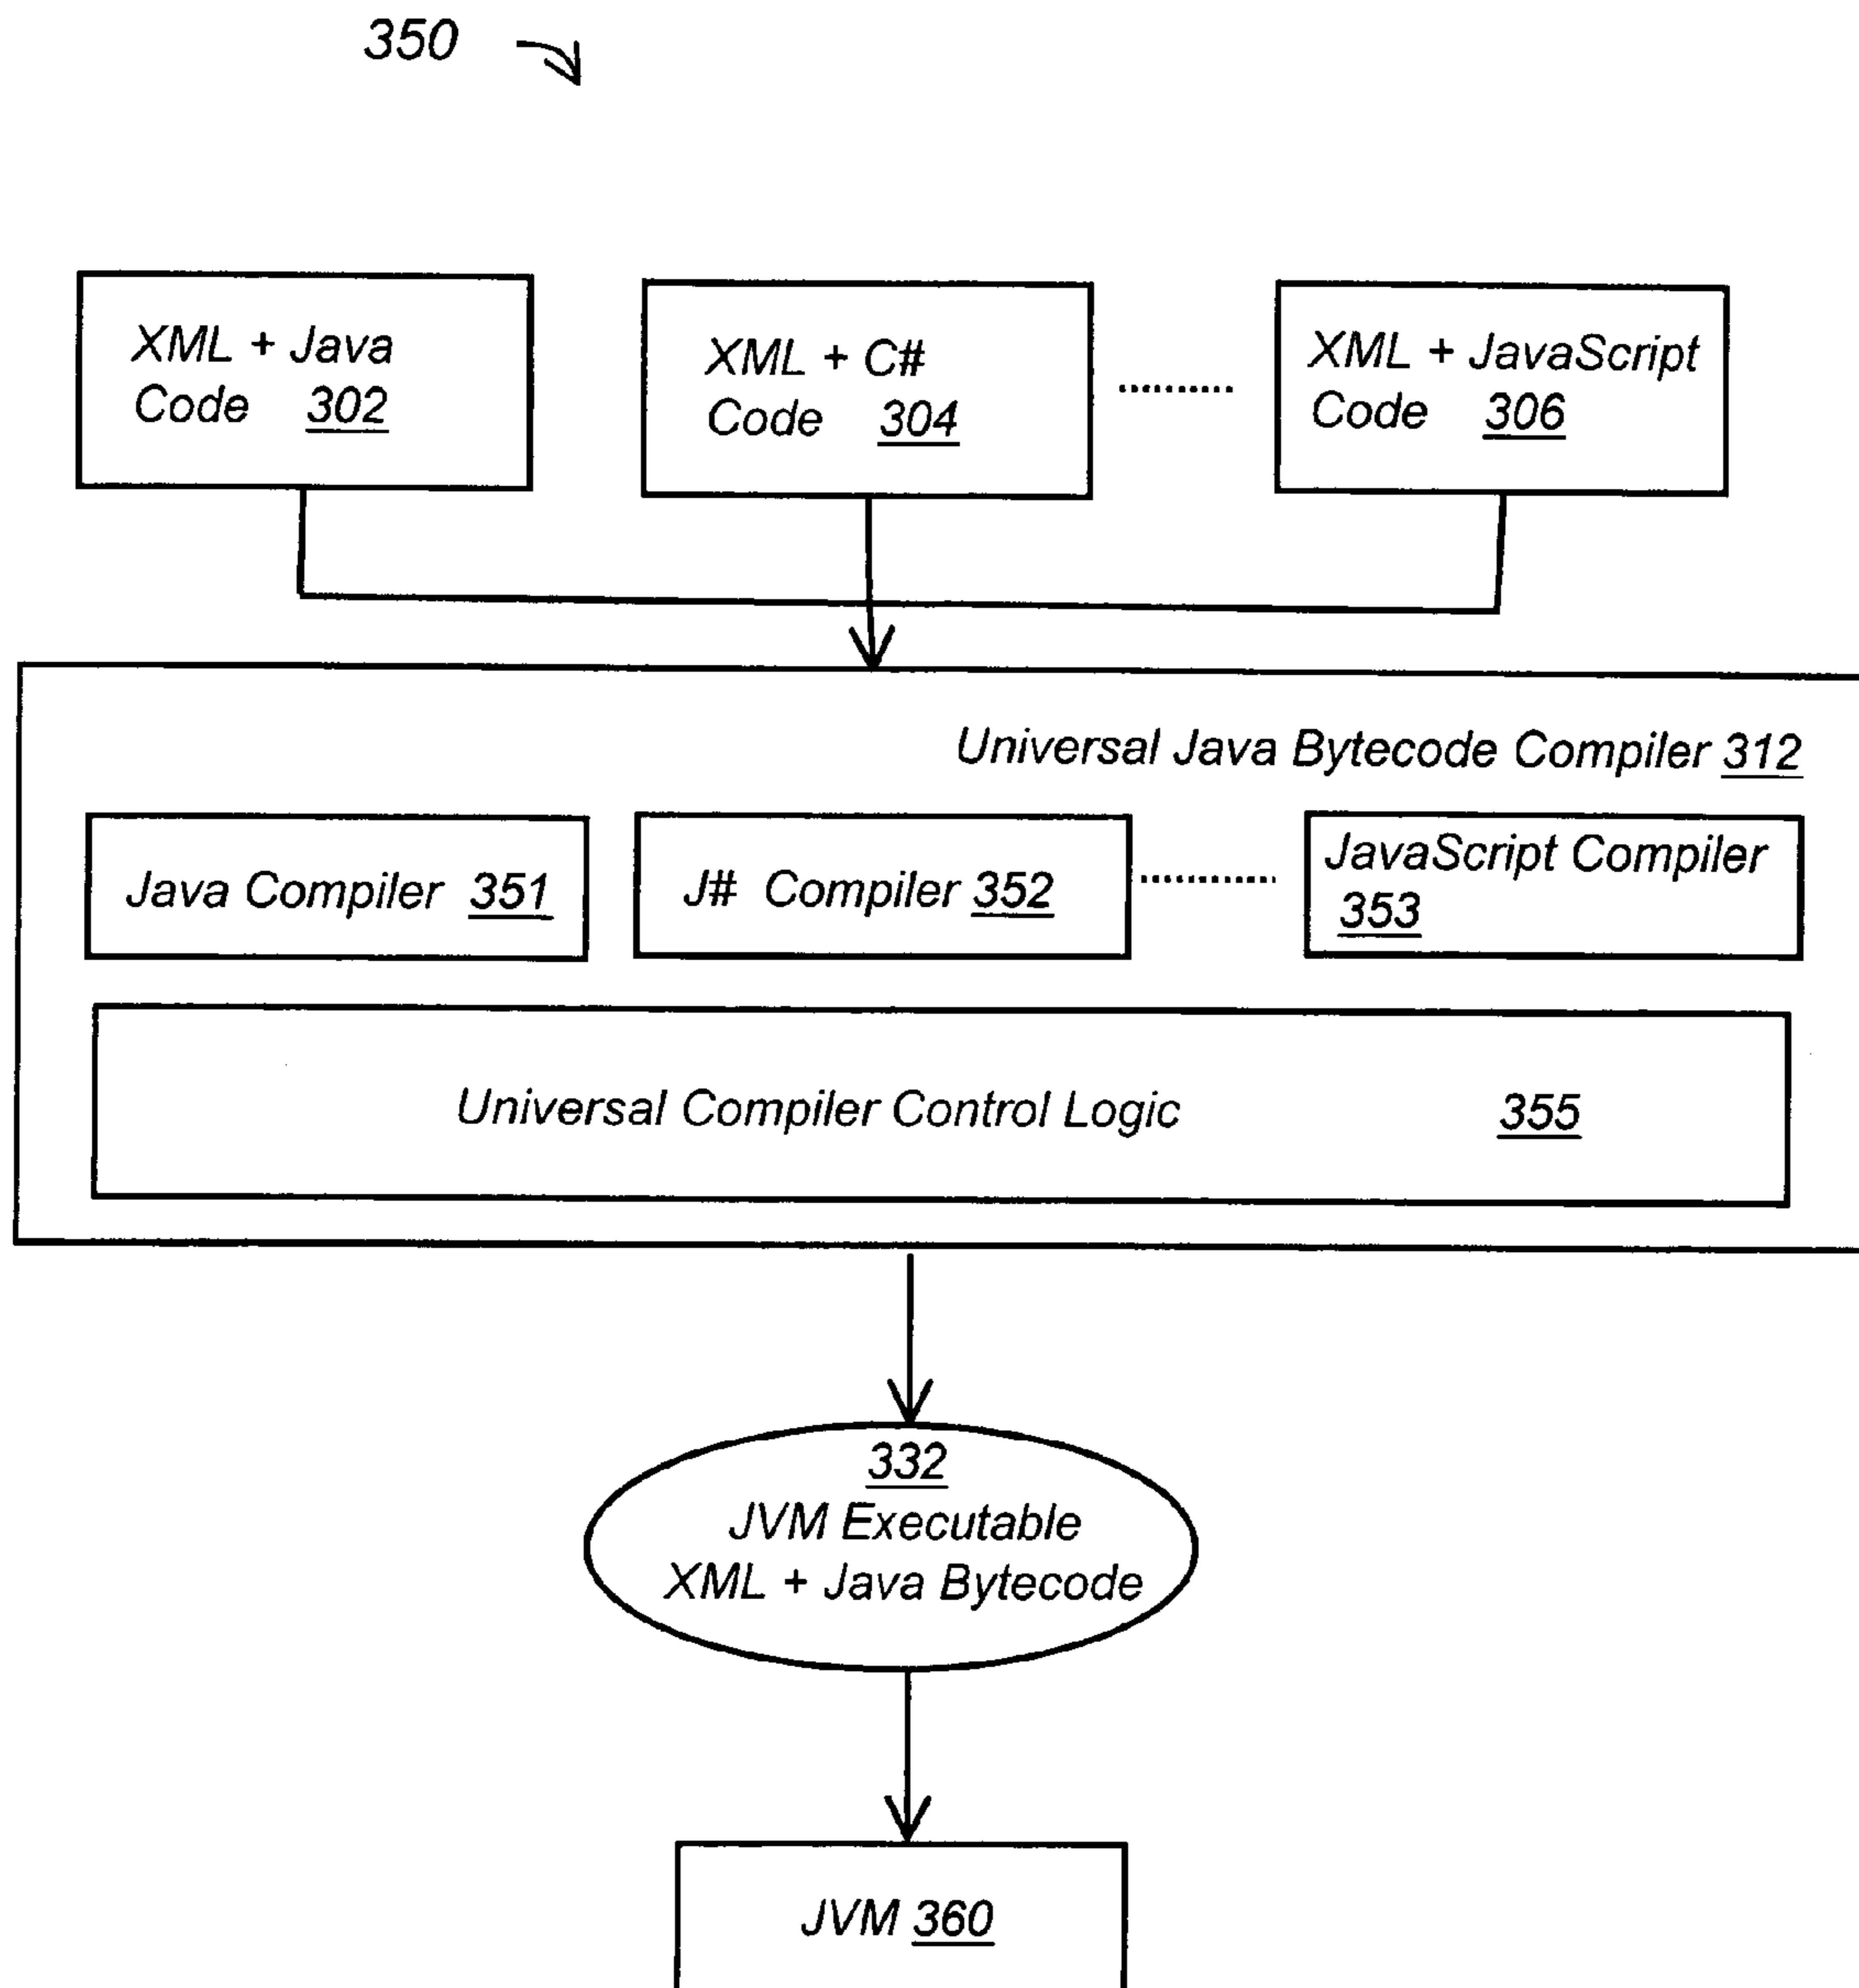 350
XML + Java
Code 302
XML + C#
Code 304
XML + JavaScript
Code 306
Universal Java Bytecode Compiler 312
Java Compiler 351
J# Compiler 352
JavaScript Compiler
353
Universal Compiler Control Logic 355
332
JVM Executable
XML + Java Bytecode
JVM 360